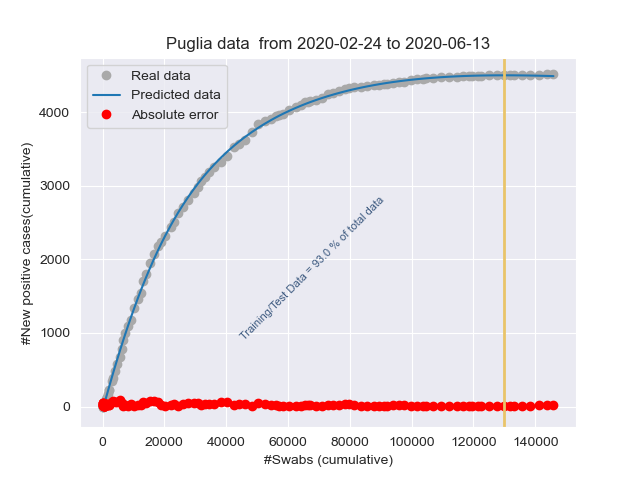 Puglia data  from 2020-02-24 to 2020-06-13
Real data
Predicted data
Absolute error
4000
3000
2000
1000
0
#New positive cases(cumulative)
Training/Test Data = 93.0 % of total data
0 20000 40000 60000 80000 100000 120000 140000
#Swabs (cumulative)